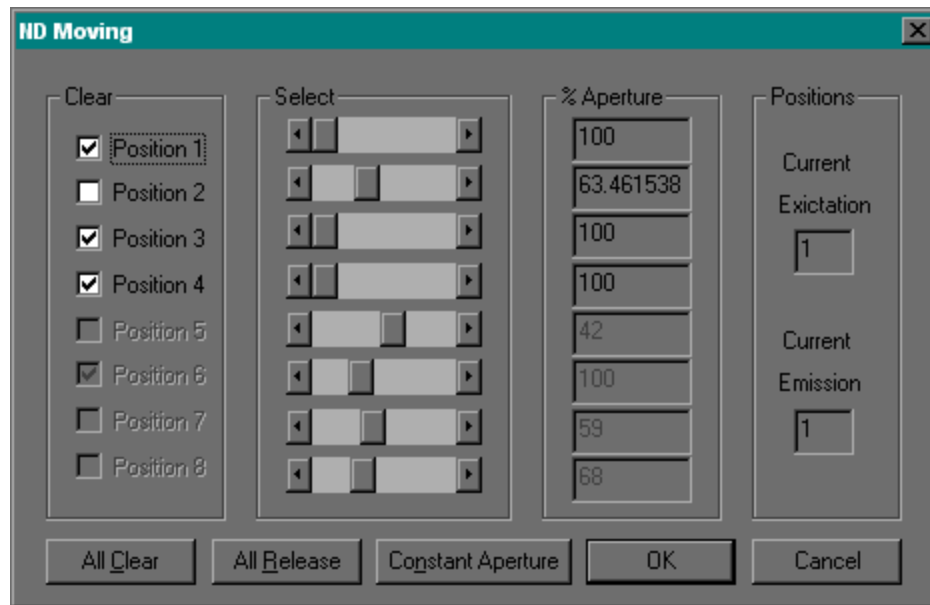 ND Moving
Clear
Position 1
Position 2
Position 3
Position 4
Position 5
Position 6
Position 7
Position 8
Select
% Aperture
100
63.461538
100
100
42
100
59
68
Positions
Current
Exictation
1
Current
Emission
1
All Clear
All Release
Constant Aperture
OK
Cancel